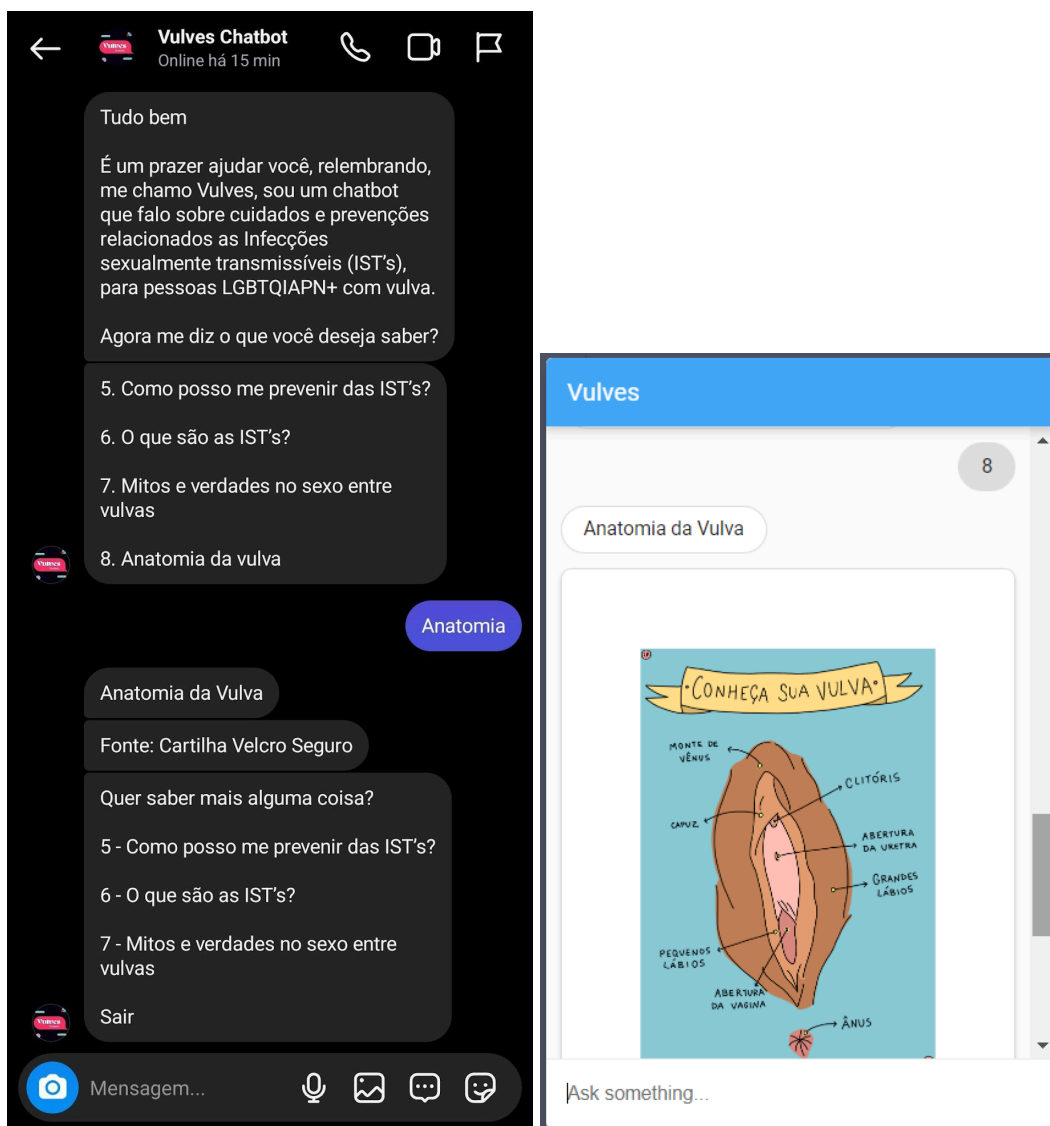 Vulves Chatbot
Online há 15 min
Tudo bem
É um prazer ajudar você, relembrando,
me chamo Vulves, sou um chatbot
que falo sobre cuidados e prevenções
relacionados as Infecções
sexualmente transmissíveis (IST's),
para pessoas LGBTQIAPN+ com vulva.
Agora me diz o que você deseja saber?
5. Como posso me prevenir das IST's?
6. O que são as IST's?
7. Mitos e verdades no sexo entre
vulvas
8. Anatomia da vulva
Vulves
Anatomia
Anatomia da Vulva
Fonte: Cartilha Velcro Seguro
Quer saber mais alguma coisa?
5 - Como posso me prevenir das IST's?
6 - O que são as IST's?
7 - Mitos e verdades no sexo entre
vulvas
Sair
Vulves
Mensagem...
Vulves
8
Anatomia da Vulva
CONHEÇA SUA VULVA
MONTE DE
VÊNUS
CLITÓRIS
CAPUZ
ABERTURA
DA URETRA
GRANDES
LÁBIOS
PEQUENOS
LÁBIOS
ABERTURA
DA VAGINA
ÂNUS
Ask something...